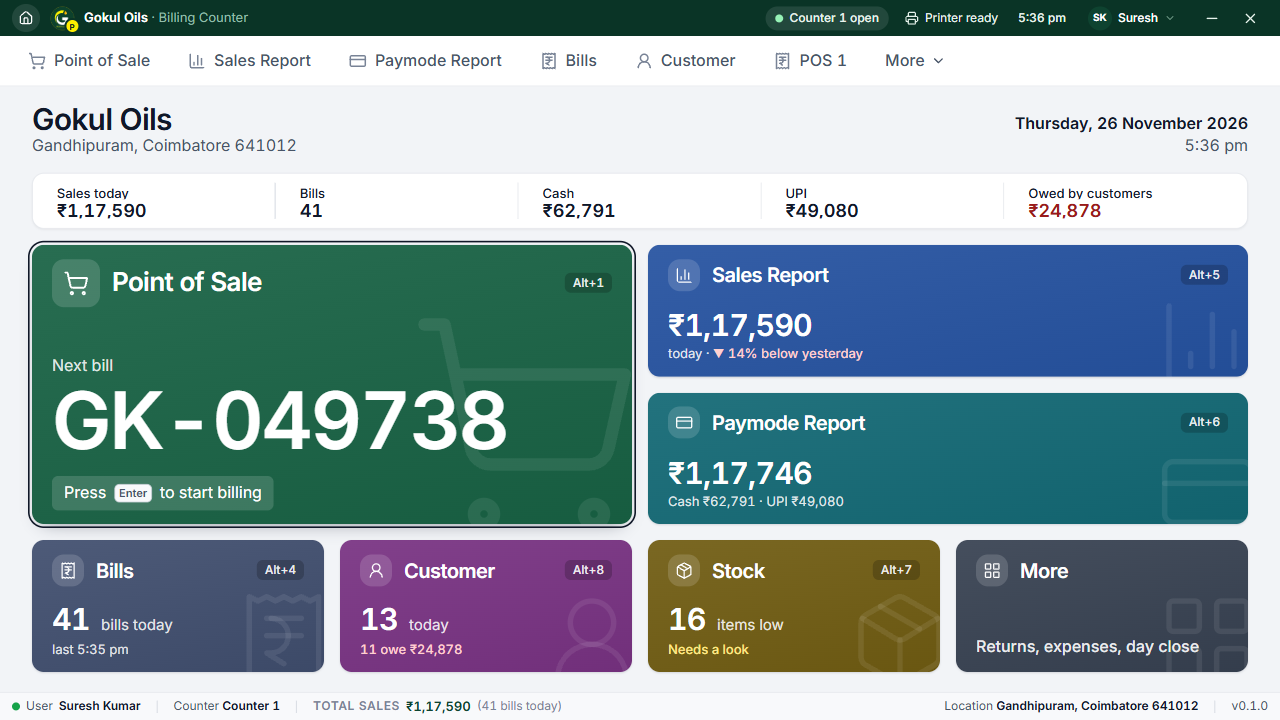 Gokul Oils · Billing Counter
P
Counter 1 open
Printer ready
5:36 pm
SK Suresh
Point of Sale
Sales Report
Paymode Report
Bills
Customer
POS 1
More
Gokul Oils
Gandhipuram, Coimbatore 641012
Thursday, 26 November 2026
5:36 pm
Sales today
₹1,17,590
Bills
41
Cash
₹62,791
UPI
₹49,080
Owed by customers
₹24,878
Point of Sale
Alt+1
Next bill
GK-049738
Press Enter to start billing
Sales Report
Alt+5
₹1,17,590
today · ▼ 14% below yesterday
Paymode Report
Alt+6
₹1,17,746
Cash ₹62,791 · UPI ₹49,080
Bills
Alt+4
41 bills today
last 5:35 pm
Customer
Alt+8
13 today
11 owe ₹24,878
Stock
Alt+7
16 items low
Needs a look
More
Returns, expenses, day close
User Suresh Kumar
Counter Counter 1
TOTAL SALES ₹1,17,590 (41 bills today)
Location Gandhipuram, Coimbatore 641012
v0.1.0